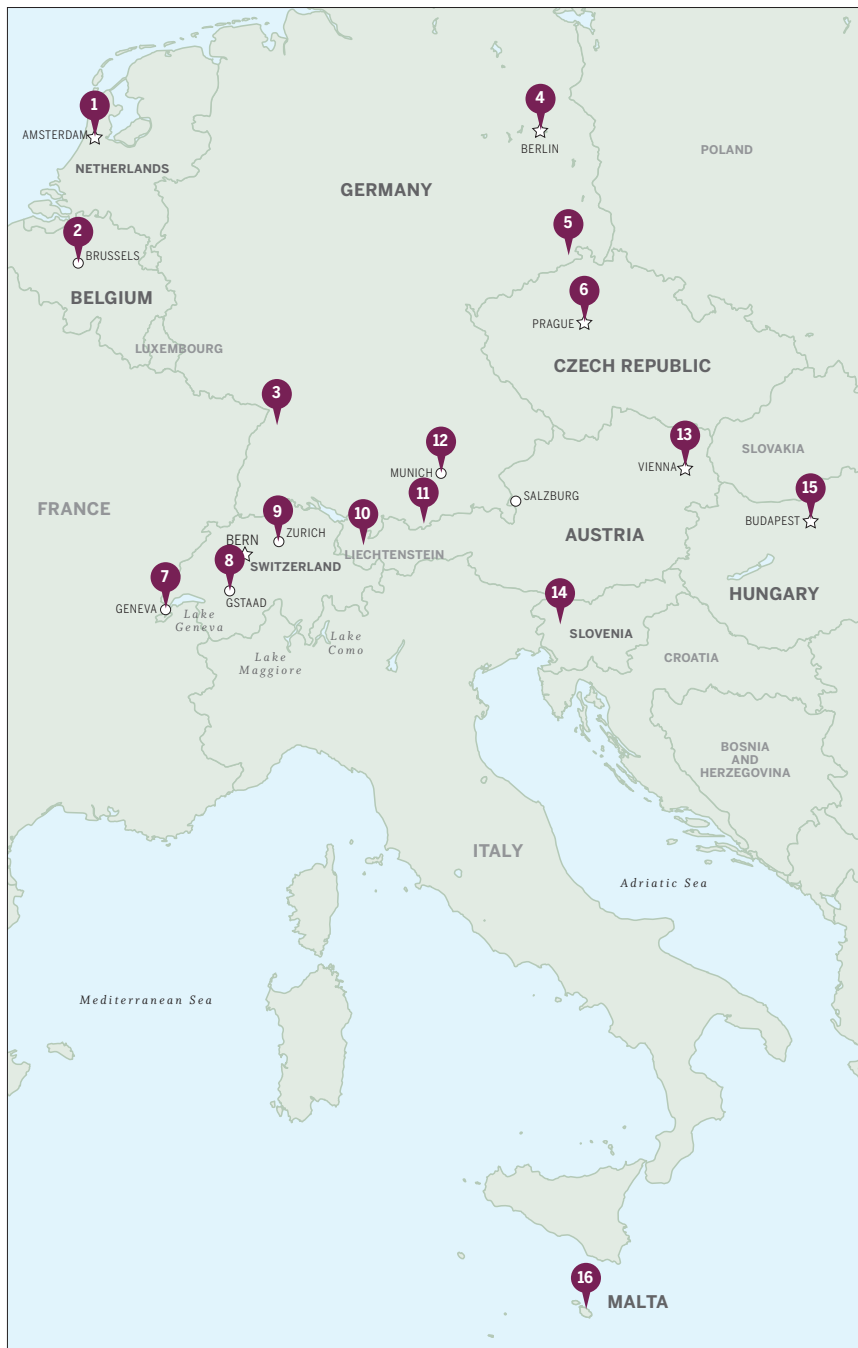 1
4
AMSTERDAM
BERLIN
POLAND
NETHERLANDS
GERMANY
2
5
BRUSSELS
6
BELGIUM
PRAGUE
LUXEMBOURG
CZECH REPUBLIC
3
12
13
MUNICH
VIENNA
SLOVAKIA
11
15
SALZBURG
FRANCE
9
10
BUDAPEST
ZURICH
BERN
AUSTRIA
LIECHTENSTEIN
8
SWITZERLAND
7
14
HUNGARY
GENEVA
GSTAAD
Lake
Geneva
SLOVENIA
Lake
Como
Lake
Maggiore
CROATIA
BOSNIA
AND
HERZEGOVINA
ITALY
Adriatic Sea
Mediterranean Sea
16
MALTA